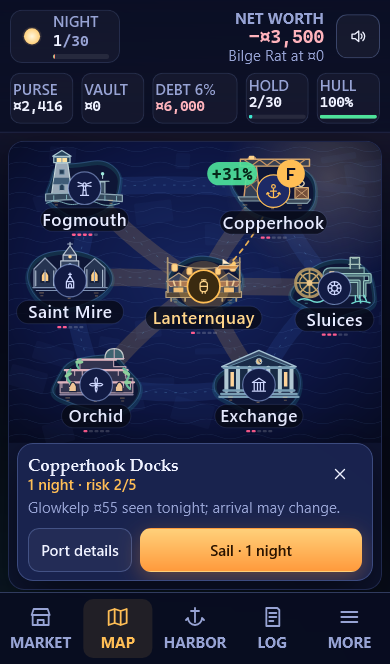 NIGHT
1/30
NET WORTH
−¤3,500
Bilge Rat at ¤0
PURSE
¤2,416
VAULT
¤0
DEBT 6%
¤6,000
HOLD
2/30
HULL
100%
+31%
F
Fogmouth
Copperhook
Saint Mire
Lanternquay
Sluices
Orchid
Exchange
Copperhook Docks
1 night · risk 2/5
Glowkelp ¤55 seen tonight; arrival may change.
Port details
Sail · 1 night
MARKET
MAP
HARBOR
LOG
MORE